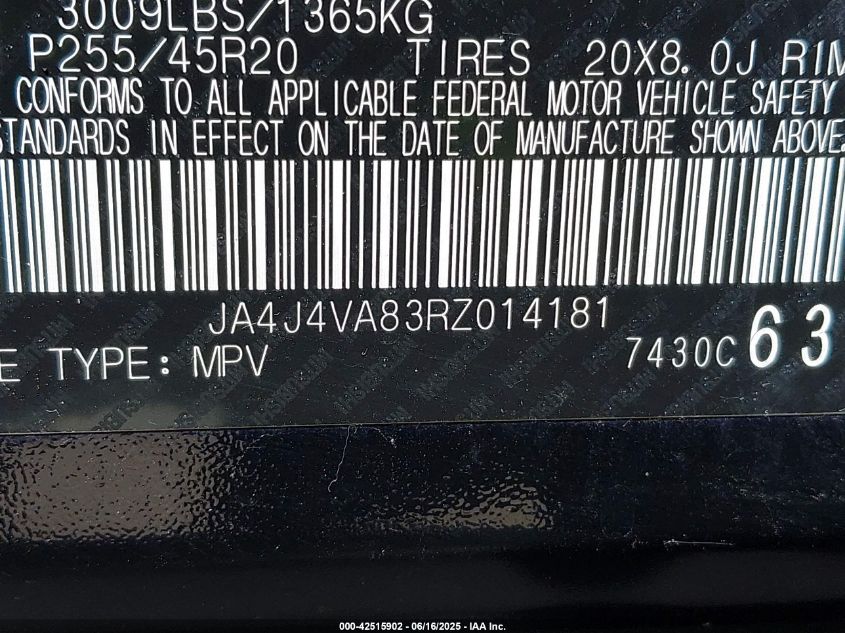 3009LBS/1365KG
P255/45R20 TIRES 20X8.0J RIM
CONFORMS TO ALL APPLICABLE FEDERAL MOTOR VEHICLE SAFETY
STANDARDS IN EFFECT ON THE DATE OF MANUFACTURE SHOWN ABOVE.
JA4J4VA83RZ014181
E TYPE: MPV 7430C 63
000-42515902 - 06/16/2025 - IAA Inc.